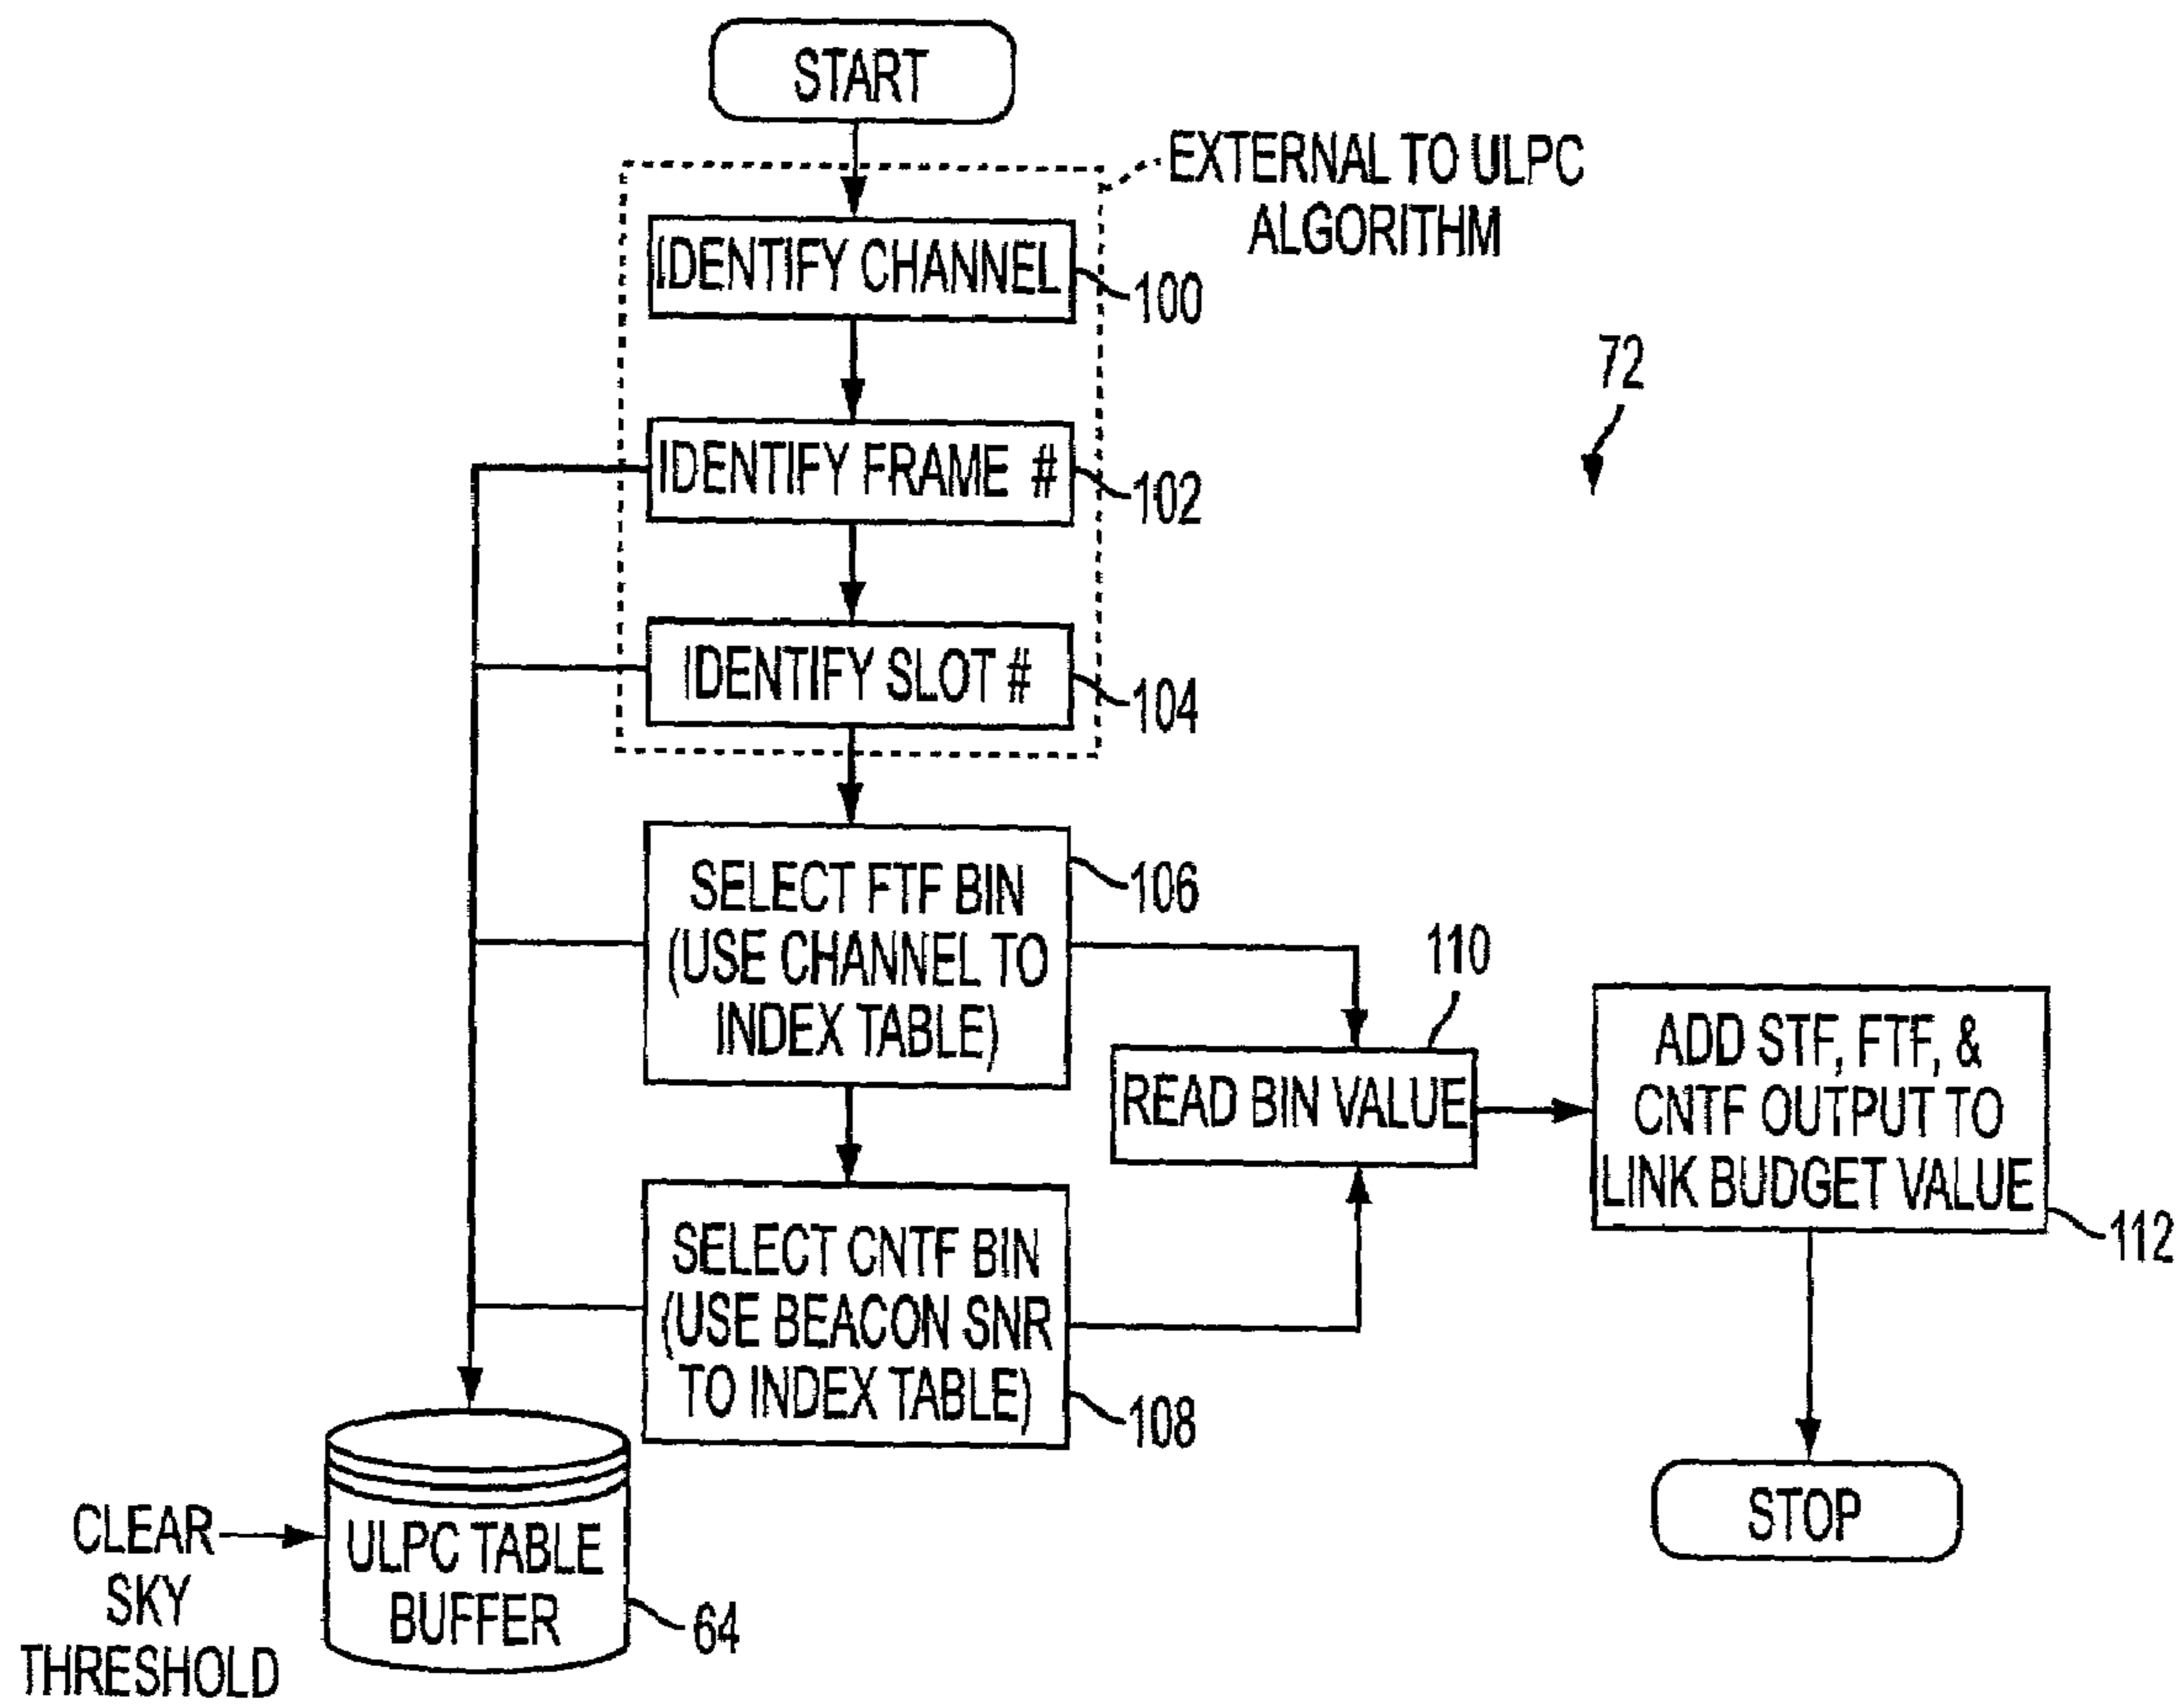 START
EXTERNAL TO ULPC
ALGORITHM
IDENTIFY CHANNEL
100
72
IDENTIFY FRAME #
102
IDENTIFY SLOT #
104
SELECT FTF BIN
(USE CHANNEL TO
INDEX TABLE)
106
110
READ BIN VALUE
ADD STF, FTF, &
CNTF OUTPUT TO
LINK BUDGET VALUE
112
SELECT CNTF BIN
(USE BEACON SNR
TO INDEX TABLE)
108
STOP
CLEAR
SKY
THRESHOLD
ULPC TABLE
BUFFER
64